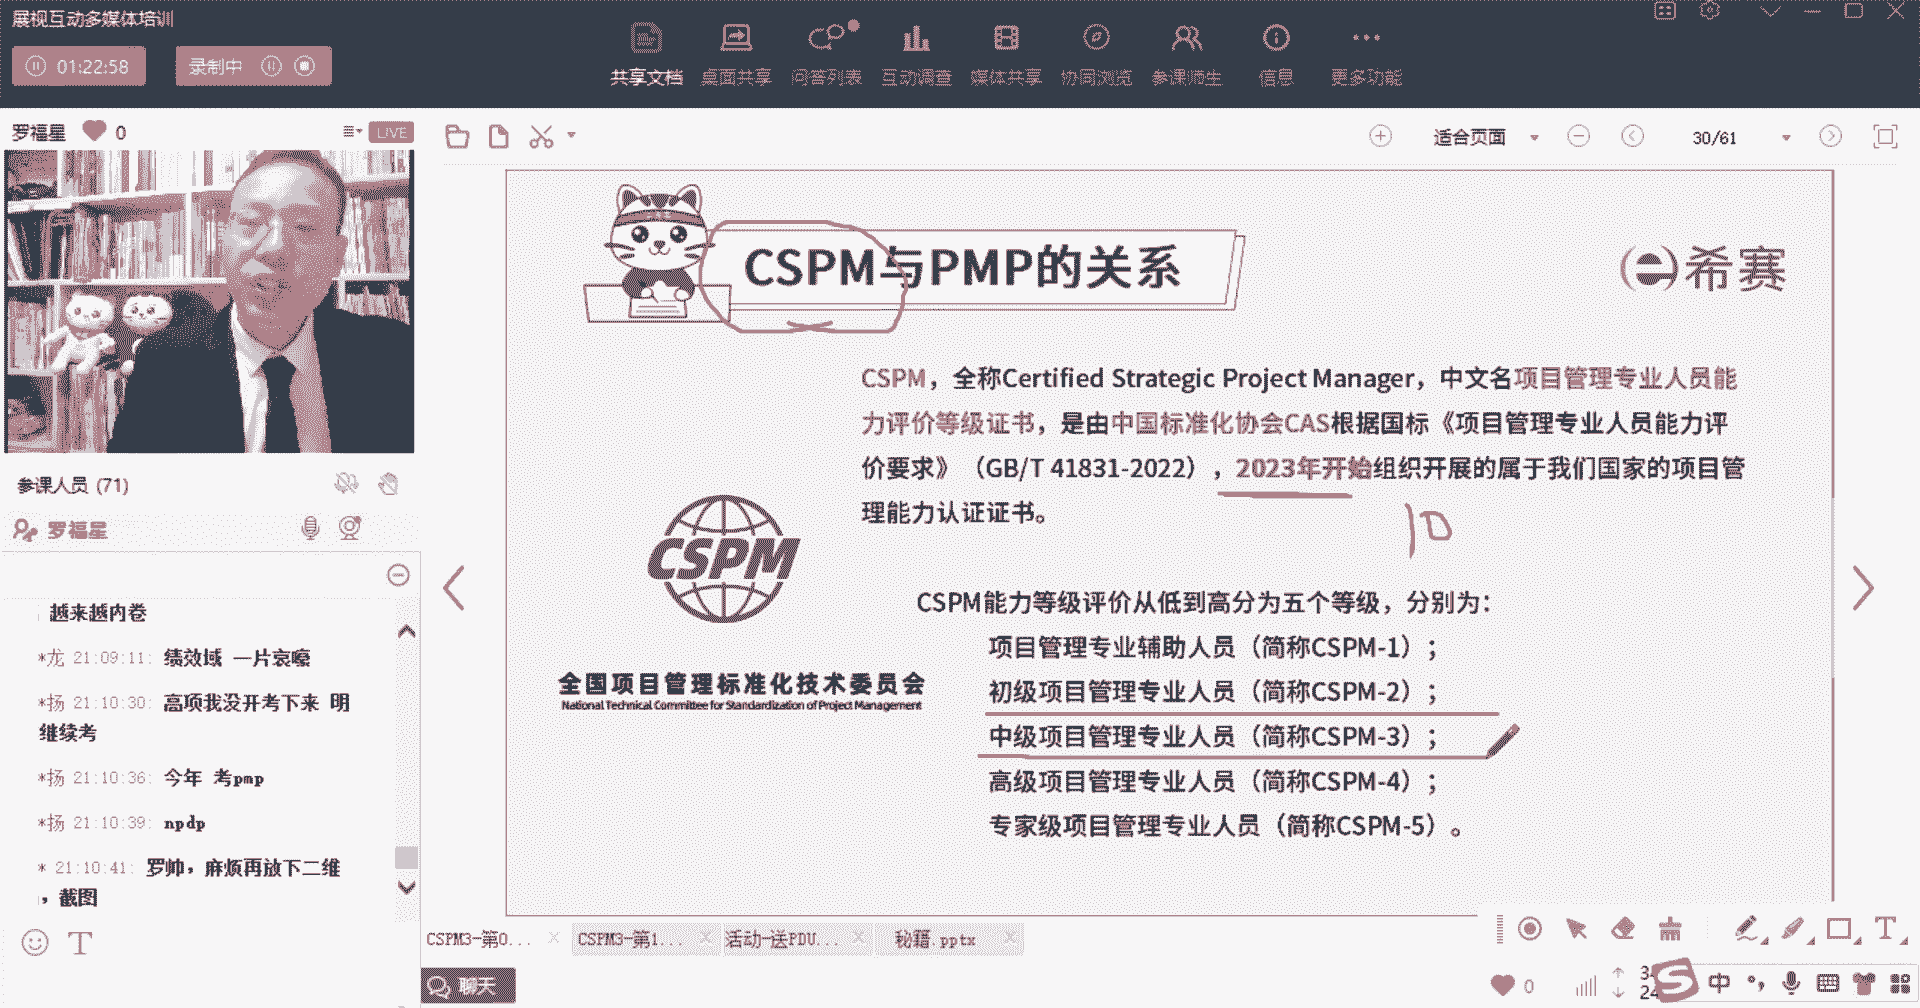 展视互动多媒体培训
01:22:58
录制中
共享文档
桌面共享
问答列表
互动调查
媒体共享
协同浏览
参课师生
信息
更多功能
罗福星
0
LIVE
适合页面
30/61
CSPM与PMP的关系
希赛
CSPM，全称Certified Strategic Project Manager，中文名项目管理专业人员能
力评价等级证书，是由中国标准化协会CAS根据国标《项目管理专业人员能力评
价要求》（GB/T 41831-2022），2023年开始组织开展的属于我们国家的项目管
理能力认证证书。
CSPM
全国项目管理标准化技术委员会
National Technical Committee for Standardization of Project Management
CSPM能力等级评价从低到高分为五个等级，分别为：
项目管理专业辅助人员（简称CSPM-1）；
初级项目管理专业人员（简称CSPM-2）；
中级项目管理专业人员（简称CSPM-3）；
高级项目管理专业人员（简称CSPM-4）；
专家级项目管理专业人员（简称CSPM-5）。
参课人员 (71)
罗福星
越来越内卷
*龙 21:09:11: 绩效域 一片哀嚎
*扬 21:10:30: 高项我没开考下来 明
继续考
*扬 21:10:36: 今年 考pmp
*扬 21:10:39: npdp
* 21:10:41: 罗帅，麻烦再放下二维
，截图
CSPM3-第0...
CSPM3-第1...
活动-送PDU...
秘籍.pptx
聊天
0
中